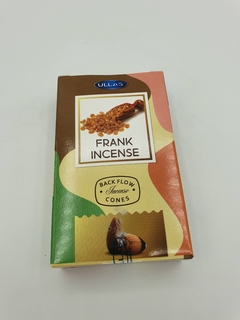 ULLAS
FRANK
INCENSE
BACK FLOW
Incense
CONES